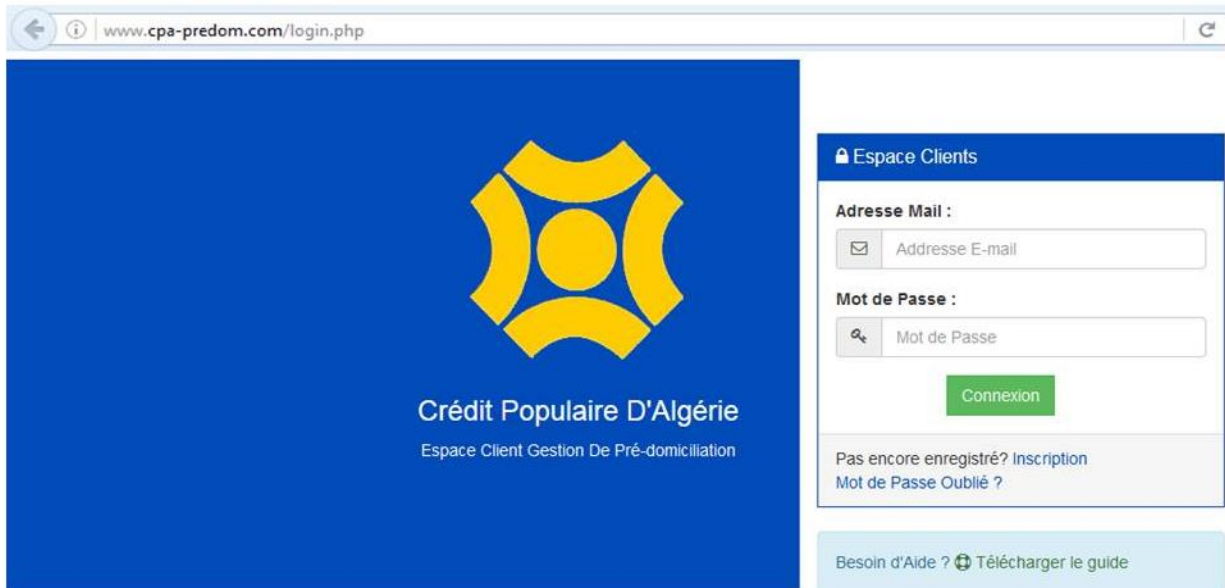 www.cpa-predom.com/login.php
Crédit Populaire D'Algérie
Espace Client Gestion De Pré-domiciliation
Espace Clients
Adresse Mail :
Addresse E-mail
Mot de Passe :
Mot de Passe
Connexion
Pas encore enregistré? Inscription
Mot de Passe Oublié ?
Besoin d'Aide ? Télécharger le guide